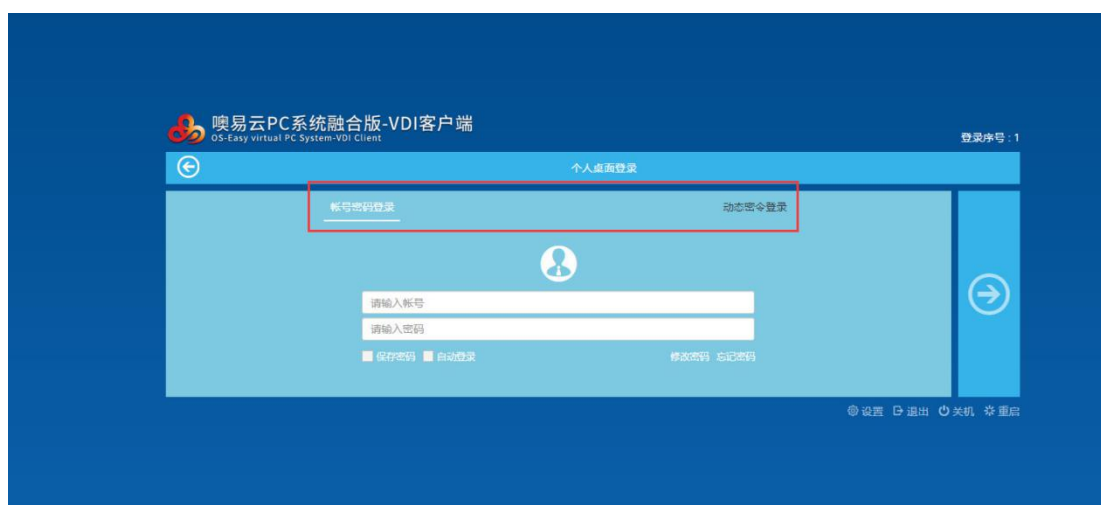 噢易云PC系统融合版-VDI客户端
OS-Easy virtual PC System-VDI Client
登录序号:1
个人桌面登录
帐号密码登录 动态密令登录
请输入帐号
请输入密码
保存密码 自动登录 修改密码 忘记密码
设置 退出 关机 重启